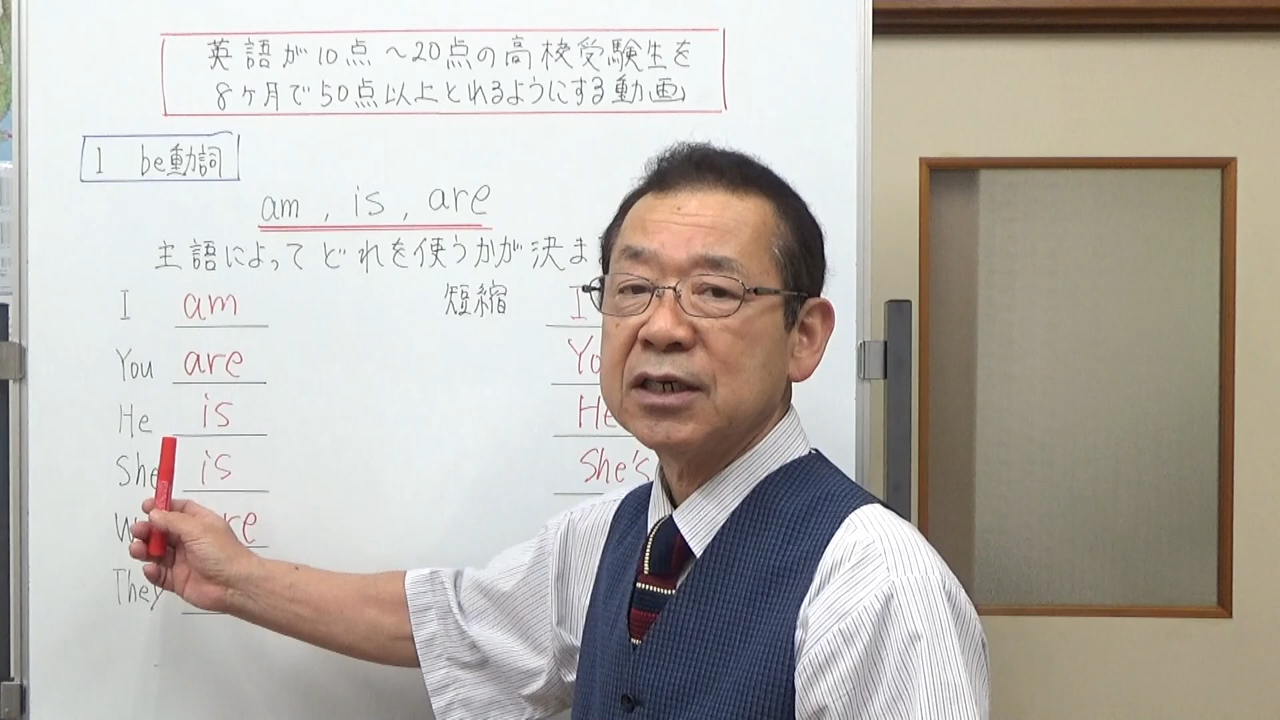 英語が10点～20点の高校受験生を
8ヶ月で50点以上とれるようにする動画
1 be動詞
am , is , are
主語によってどれを使うかが決ま
I am 短縮 I
You are Yo
He is He
She is She's
W re
They